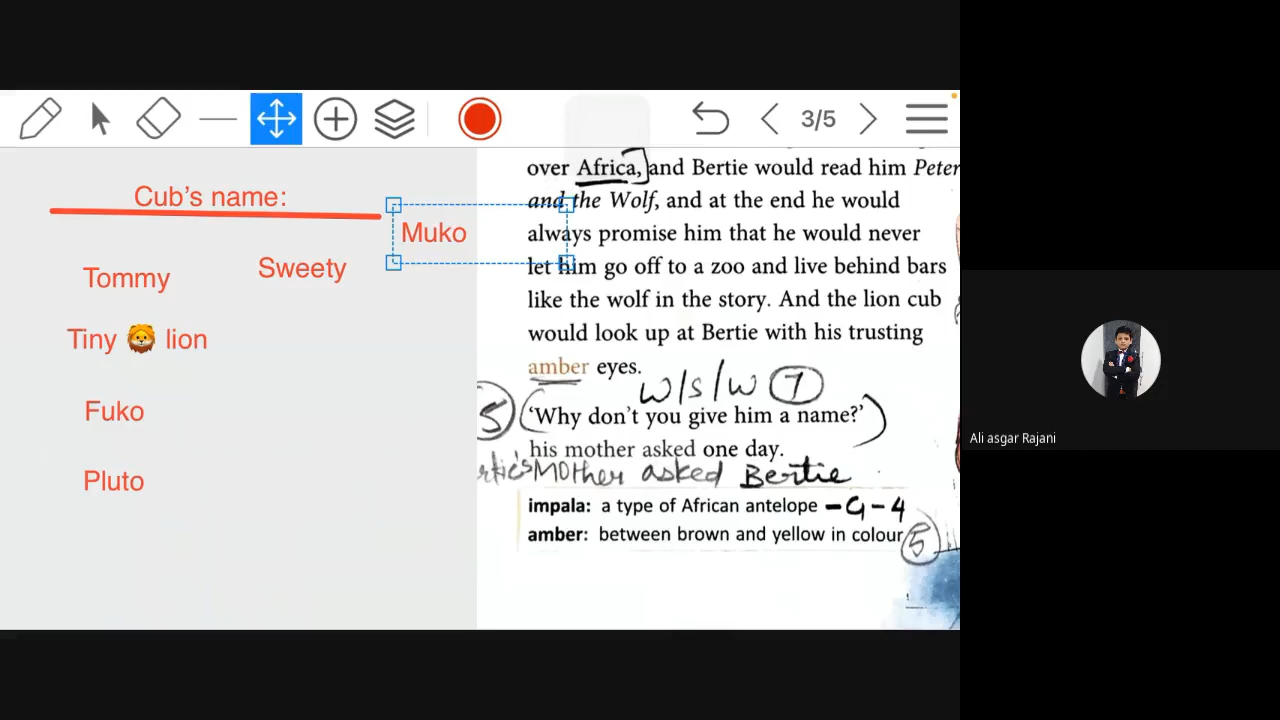 3/5
Cub's name:
Muko
Tommy
Sweety
Tiny 🦁 lion
Fuko
Pluto
over Africa, and Bertie would read him Peter
and the Wolf, and at the end he would
always promise him that he would never
let him go off to a zoo and live behind bars
like the wolf in the story. And the lion cub
would look up at Bertie with his trusting
amber eyes.
W/S/W 7
5
'Why don't you give him a name?'
his mother asked one day.
Mother asked Bertie
impala: a type of African antelope -G-4
amber: between brown and yellow in colour
5
Ali asgar Rajani